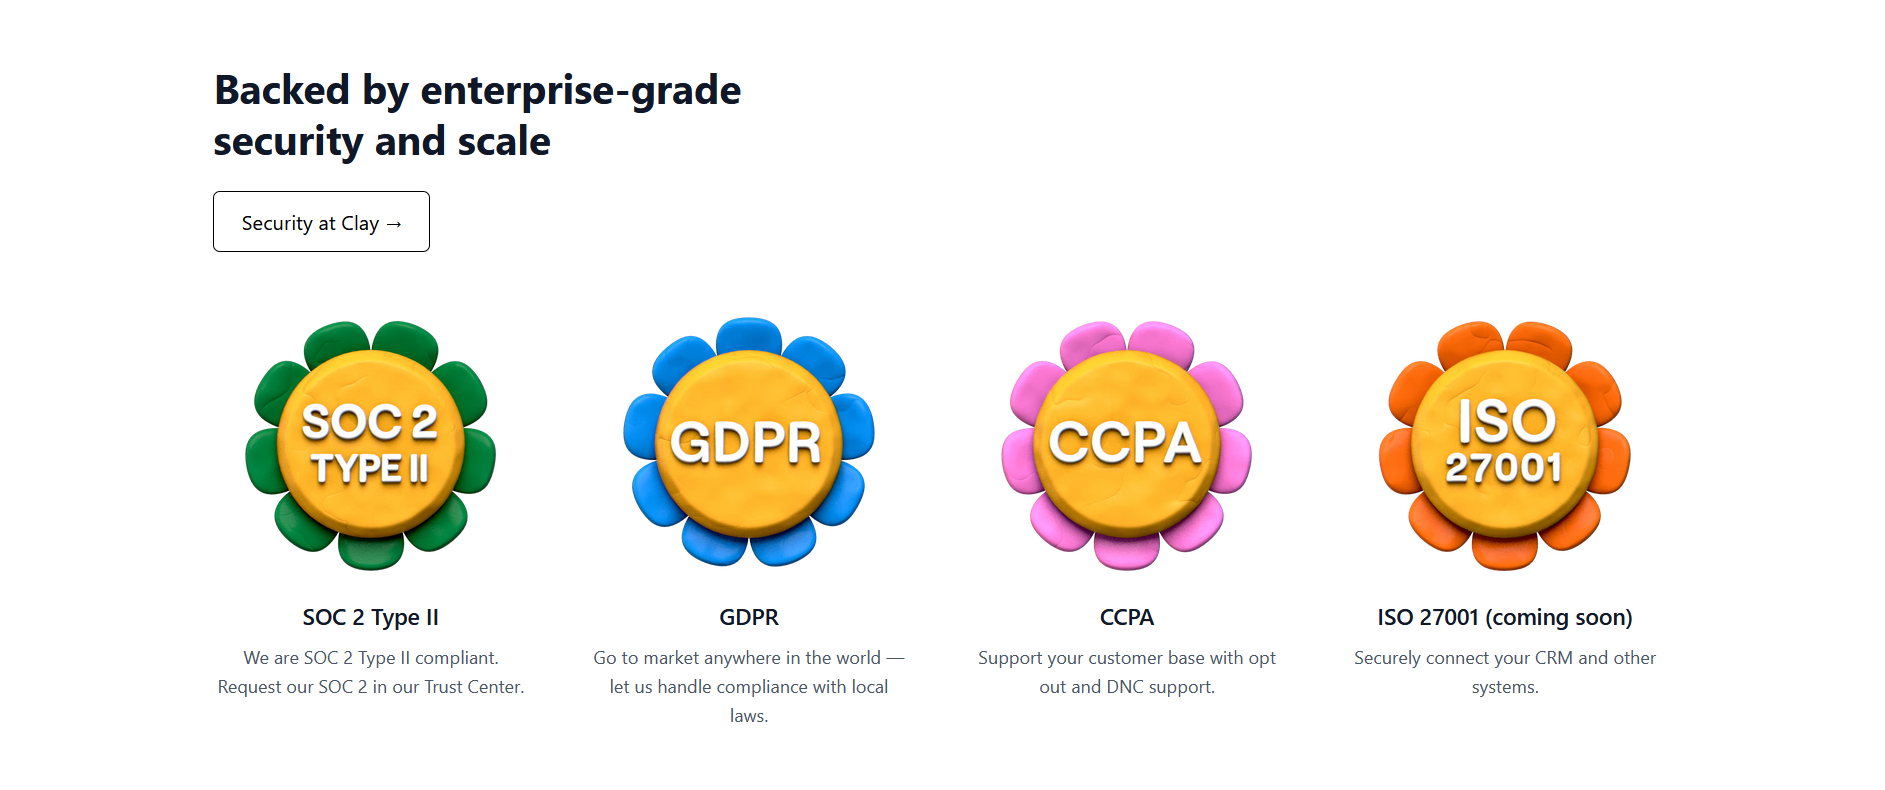 Backed by enterprise-grade
security and scale
Security at Clay →
SOC 2
TYPE II
GDPR
CCPA
ISO
27001
SOC 2 Type II
We are SOC 2 Type II compliant.
Request our SOC 2 in our Trust Center.
GDPR
Go to market anywhere in the world —
let us handle compliance with local
laws.
CCPA
Support your customer base with opt
out and DNC support.
ISO 27001 (coming soon)
Securely connect your CRM and other
systems.